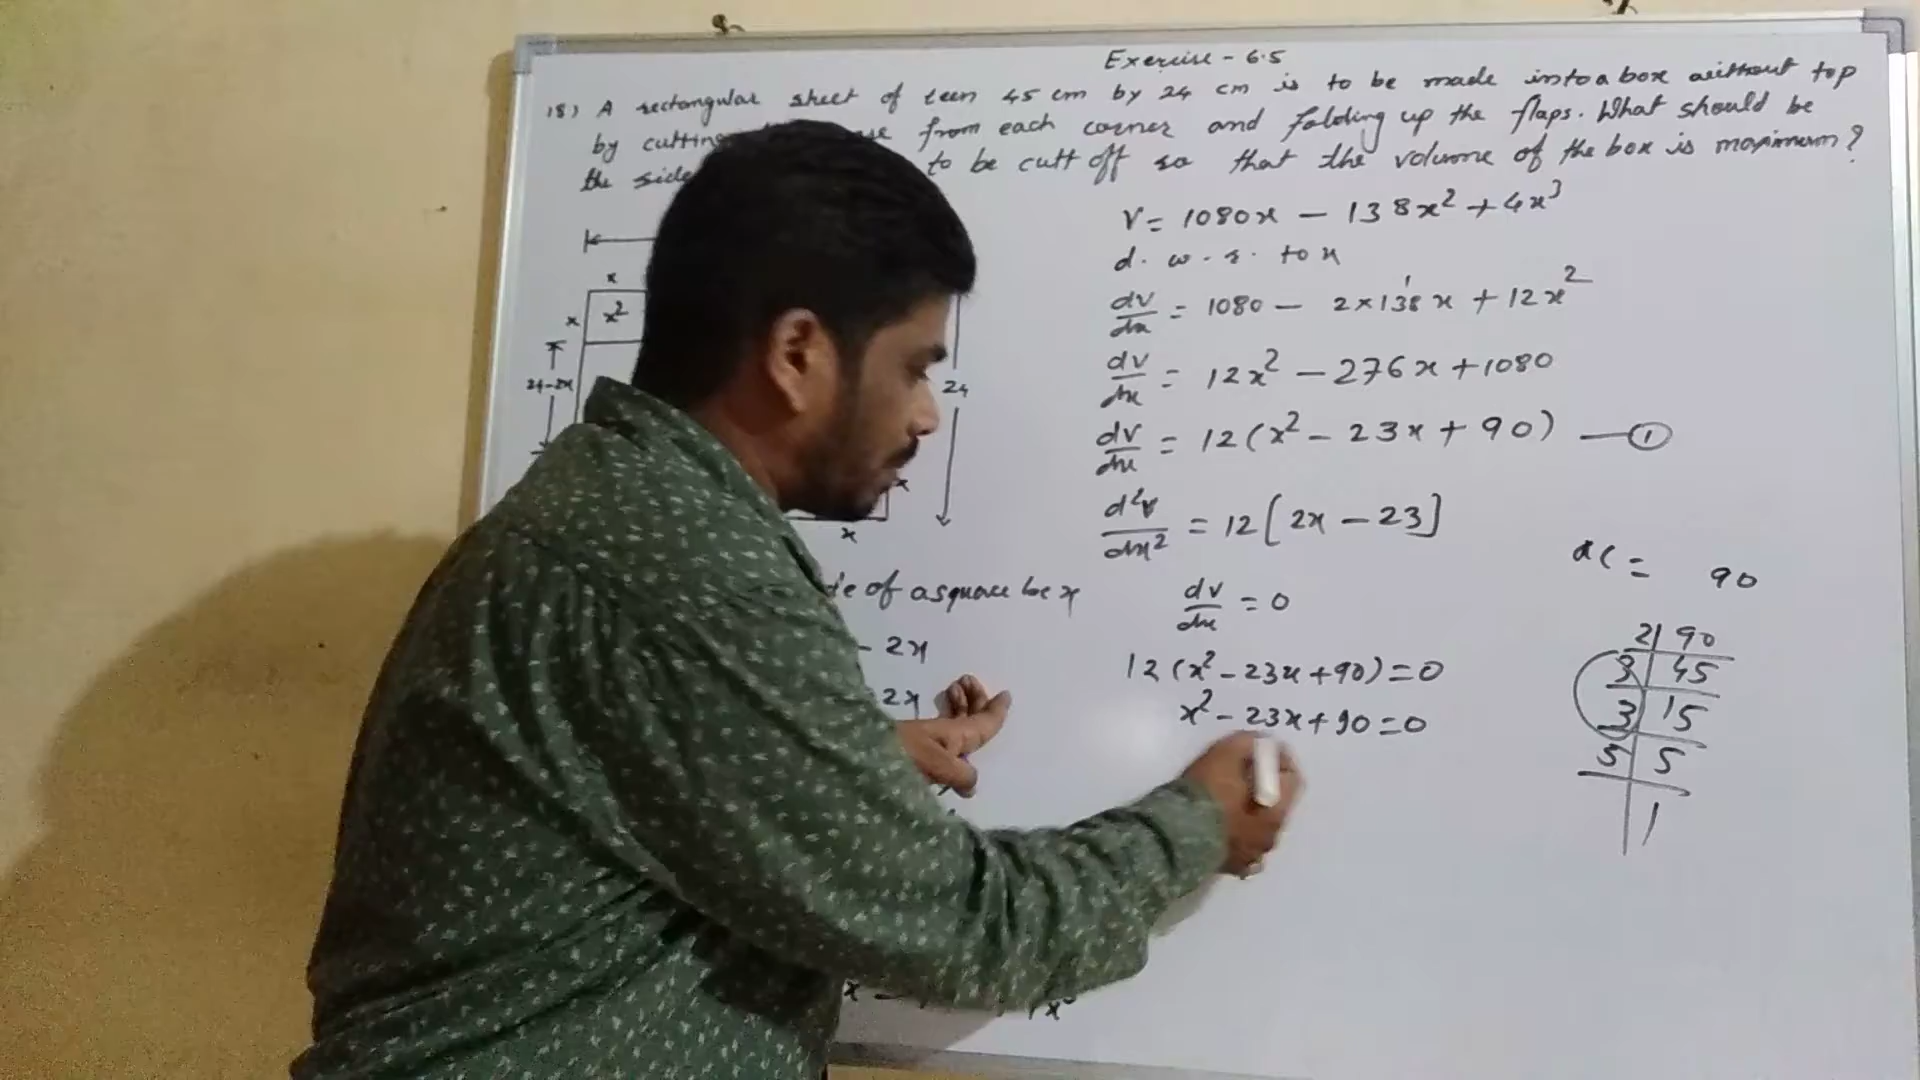 Exercise - 6.5
18) A rectangular sheet of teen 45 cm by 24 cm is to be made into a box without top
by cutting from each corner and folding up the flaps. What should be
the side to be cutt off so that the volume of the box is maximum?
x
x
x²
24-2x
24
x
x
of a square be x
- 2x
2x
V = 1080x - 138x² + 4x³
d. w. r. to x
dv/dx = 1080 - 2×138x + 12x²
dv/dx = 12x² - 276x + 1080
dv/dx = 12(x² - 23x + 90) —①
d²v/dx² = 12[2x - 23]
dv/dx = 0
12(x² - 23x + 90) = 0
x² - 23x + 90 = 0
ac = 90
2| 90
3| 45
3| 15
5| 5
| 1